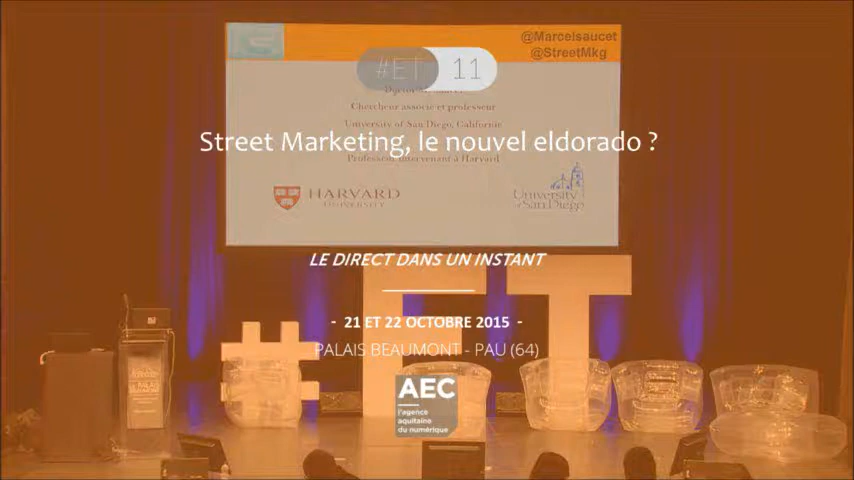 @Marcelsaucet
@StreetMkg
#ET 11
Chercheur associé et professeur
University of San Diego, Californie
Street Marketing, le nouvel eldorado ?
Professeur intervenant à Harvard
HARVARD
UNIVERSITY
University
of San Diego
LE DIRECT DANS UN INSTANT
- 21 ET 22 OCTOBRE 2015 -
PALAIS BEAUMONT - PAU (64)
#ET
AEC
l'agence
aquitaine
du numérique